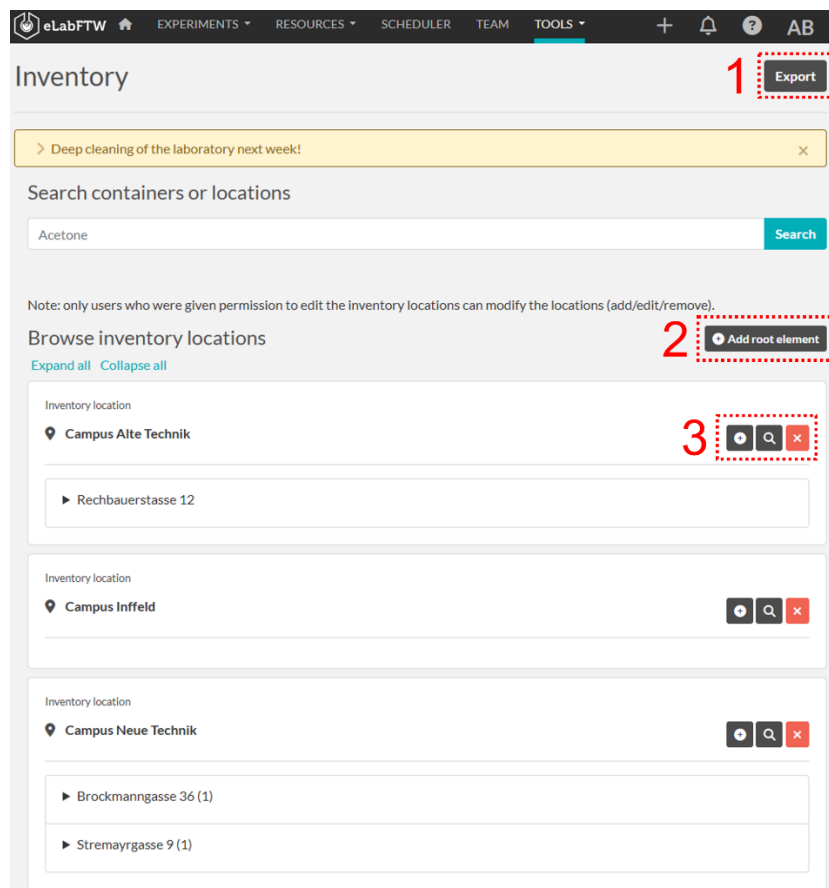 eLabFTW EXPERIMENTS RESOURCES SCHEDULER TEAM TOOLS ? AB
Inventory
1
Export
Deep cleaning of the laboratory next week!
Search containers or locations
Acetone
Search
Note: only users who were given permission to edit the inventory locations can modify the locations (add/edit/remove).
Browse inventory locations
2
Add root element
Expand all Collapse all
Inventory location
Campus Alte Technik
3
Rechbauerstasse 12
Inventory location
Campus Inffeld
Inventory location
Campus Neue Technik
Brockmanngasse 36 (1)
Stremayrgasse 9 (1)